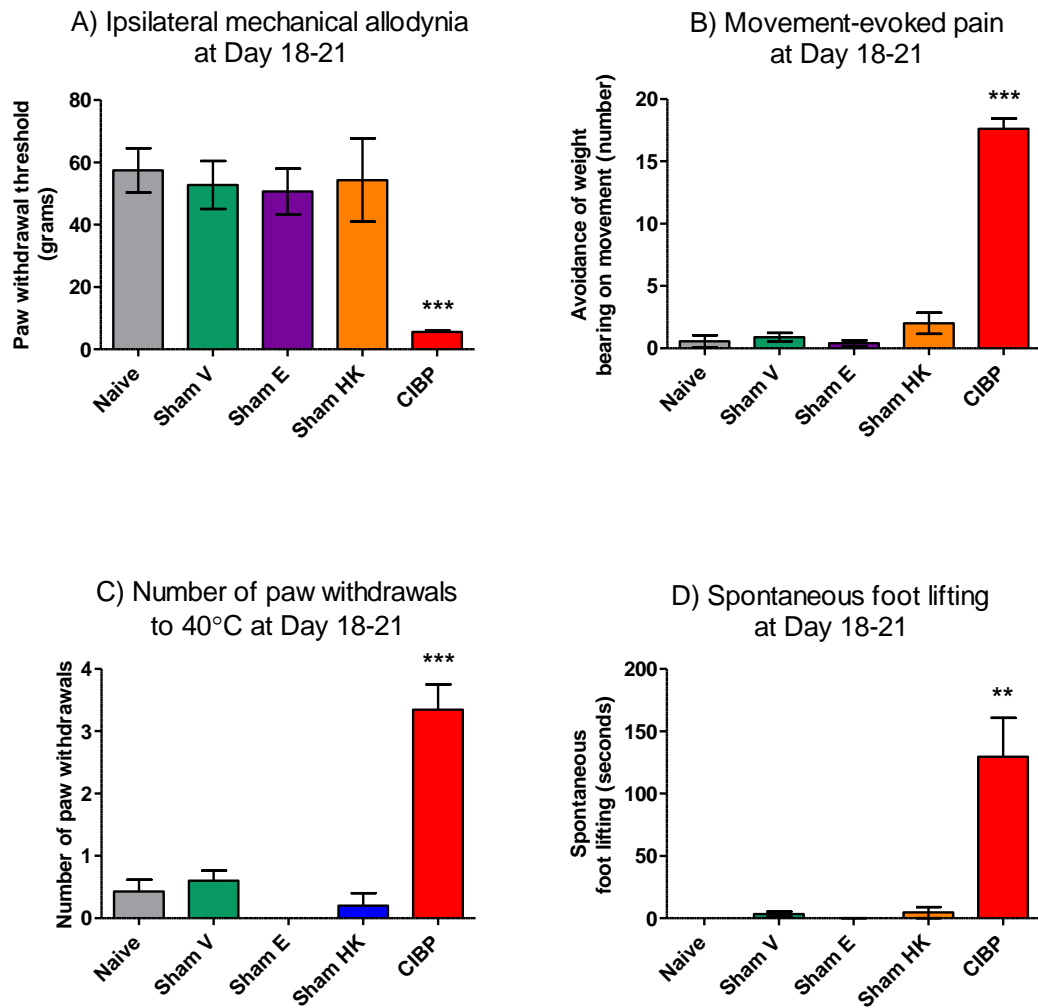 A) Ipsilateral mechanical allodynia
at Day 18-21
Paw withdrawal threshold
(grams)
80
60
40
20
0
***
Naive
Sham V
Sham E
Sham HK
CIBP
B) Movement-evoked pain
at Day 18-21
Avoidance of weight
bearing on movement (number)
20
15
10
5
0
***
Naive
Sham V
Sham E
Sham HK
CIBP
C) Number of paw withdrawals
to 40°C at Day 18-21
Number of paw withdrawals
4
3
2
1
0
***
Naive
Sham V
Sham E
Sham HK
CIBP
D) Spontaneous foot lifting
at Day 18-21
Spontaneous
foot lifting (seconds)
200
150
100
50
0
**
Naive
Sham V
Sham E
Sham HK
CIBP